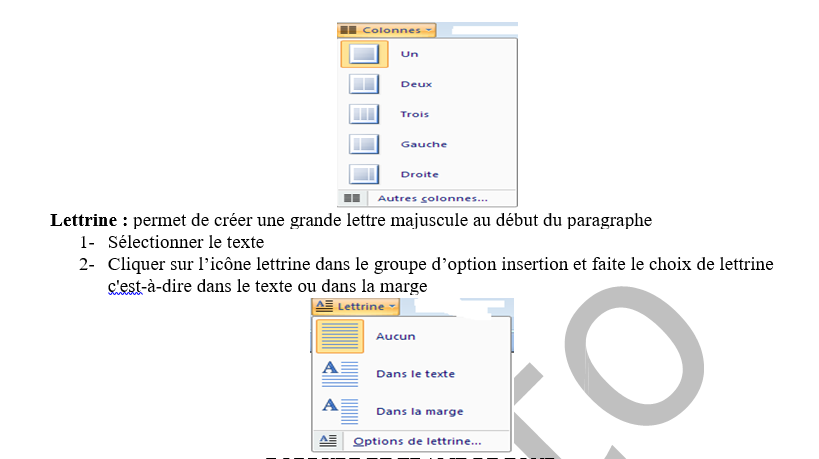 Colonnes
Un
Deux
Trois
Gauche
Droite
Autres colonnes...
Lettrine : permet de créer une grande lettre majuscule au début du paragraphe
1- Sélectionner le texte
2- Cliquer sur l’icône lettrine dans le groupe d’option insertion et faite le choix de lettrine
c'est-à-dire dans le texte ou dans la marge
Lettrine
Aucun
Dans le texte
Dans la marge
Options de lettrine...